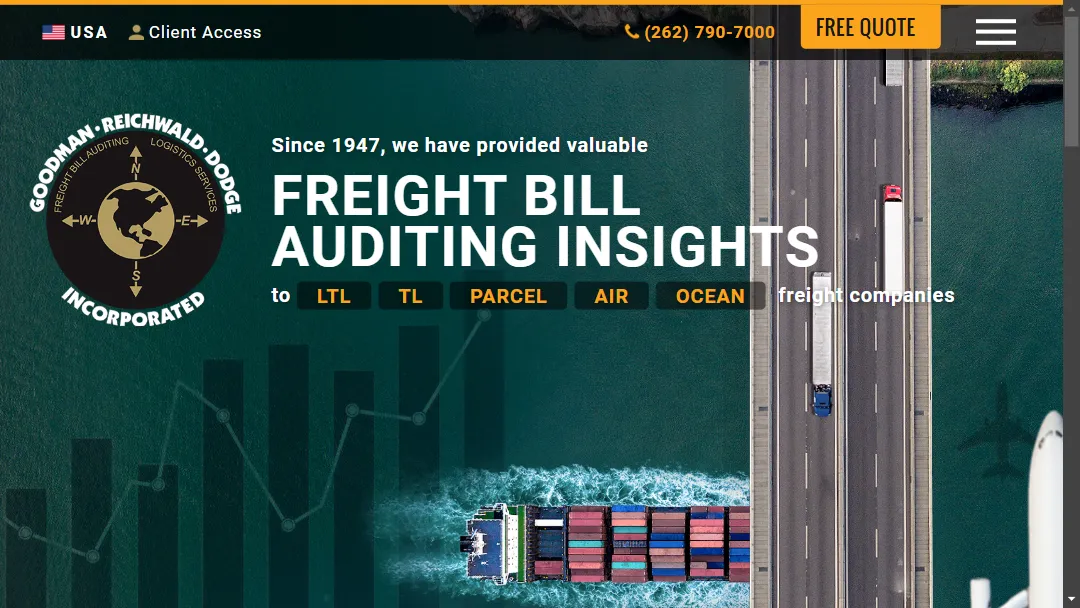 USA
Client Access
(262) 790-7000
FREE QUOTE
GOODMAN·REICHWALD·DODGE
FREIGHT BILL AUDITING
LOGISTICS SERVICES
N
W
E
S
INCORPORATED
Since 1947, we have provided valuable
FREIGHT BILL
AUDITING INSIGHTS
to LTL TL PARCEL AIR OCEAN freight companies